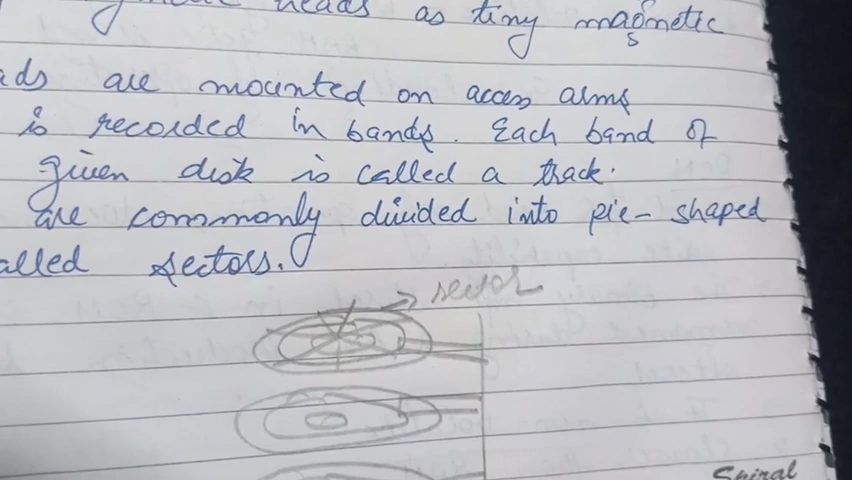 heads as tiny magnetic
ads are mounted on access arms
is recorded in bands. Each band of
given disk is called a track.
are commonly divided into pie-shaped
alled sectors.
→ sector
Spiral